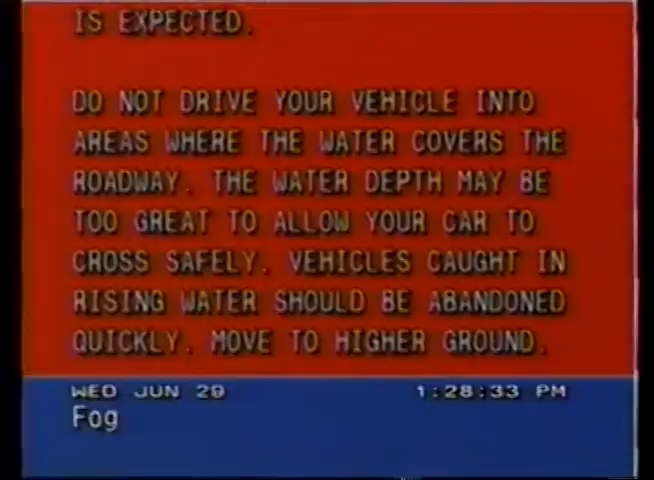 IS EXPECTED.
DO NOT DRIVE YOUR VEHICLE INTO
AREAS WHERE THE WATER COVERS THE
ROADWAY. THE WATER DEPTH MAY BE
TOO GREAT TO ALLOW YOUR CAR TO
CROSS SAFELY. VEHICLES CAUGHT IN
RISING WATER SHOULD BE ABANDONED
QUICKLY. MOVE TO HIGHER GROUND.
WED JUN 29 1:28:33 PM
Fog